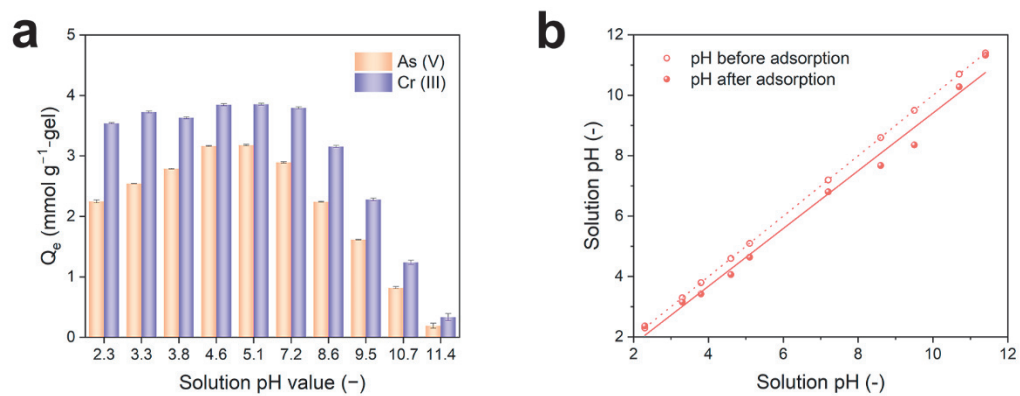 a
5
4
3
2
1
0
Qe (mmol g⁻¹-gel)
As (V)
Cr (III)
2.3 3.3 3.8 4.6 5.1 7.2 8.6 9.5 10.7 11.4
Solution pH value (−)
b
12
10
8
6
4
2
Solution pH (-)
pH before adsorption
pH after adsorption
2 4 6 8 10 12
Solution pH (-)